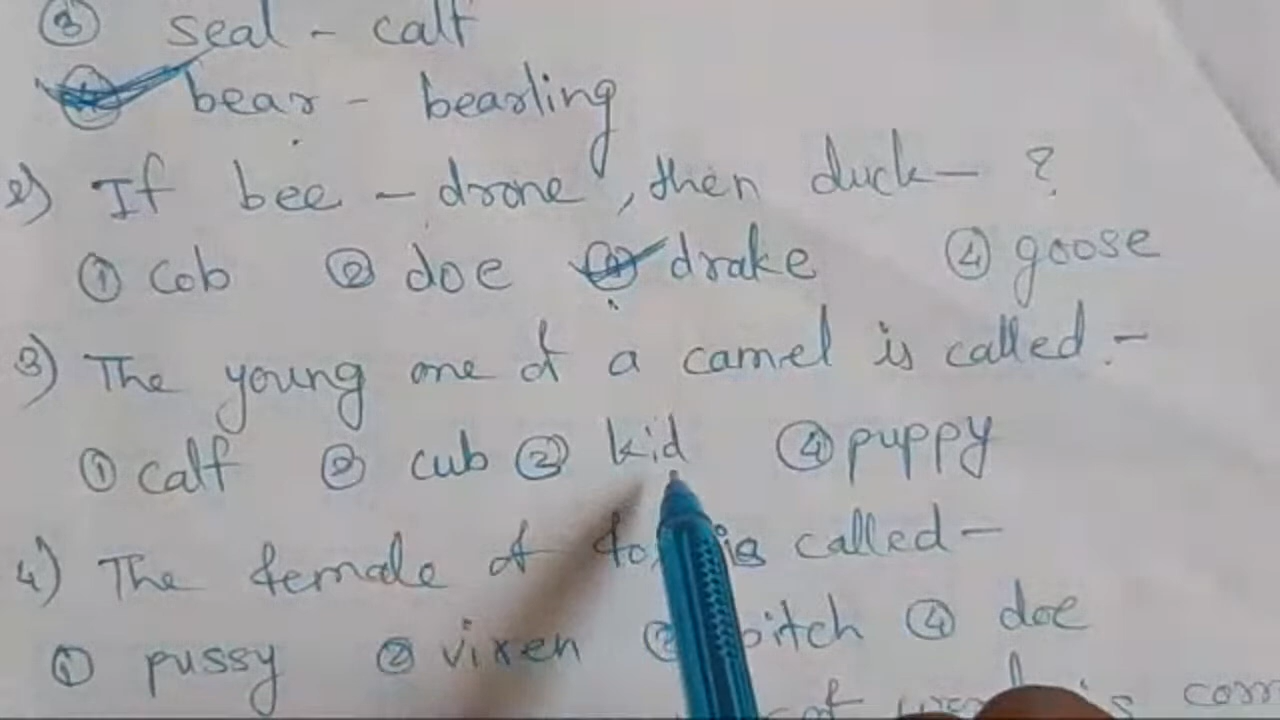 ③ seal - calf
bear - bearling
2) If bee - drone, then duck - ?
① cob ② doe drake ④ goose
3) The young one of a camel is called -
① calf ② cub ② kid ④ puppy
4) The female of is called -
① pussy ② vixen bitch ④ doe